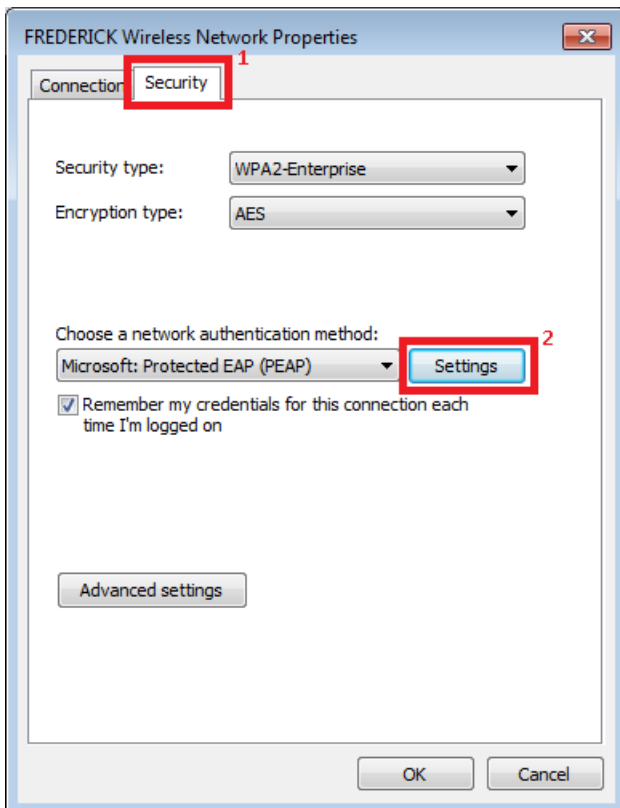 FREDERICK Wireless Network Properties
1
Connection Security
Security type: WPA2-Enterprise
Encryption type: AES
Choose a network authentication method:
2
Microsoft: Protected EAP (PEAP) Settings
Remember my credentials for this connection each
time I'm logged on
Advanced settings
OK Cancel